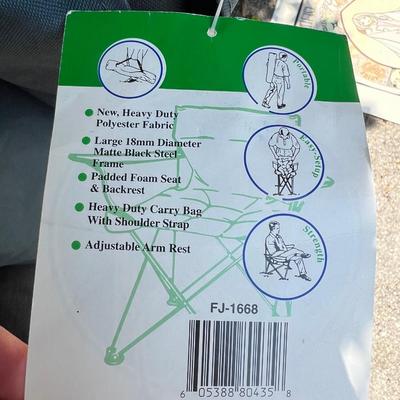 Portable
New, Heavy Duty
Polyester Fabric
Large 18mm Diameter
Matte Black Steel
Frame
Easy-Setup
Padded Foam Seat
& Backrest
Heavy Duty Carry Bag
With Shoulder Strap
Strength
Adjustable Arm Rest
FJ-1668
6 05388 80435 8